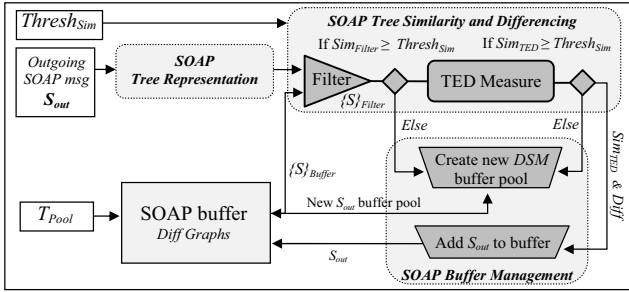 Thresh_Sim
SOAP Tree Similarity and Differencing
If Sim_Filter ≥ Thresh_Sim
If Sim_TED ≥ Thresh_Sim
Outgoing
SOAP msg
S_out
SOAP
Tree Representation
Filter
TED Measure
{S}_Filter
Else
Else
Sim_TED & Diff
{S}_Buffer
Create new DSM
buffer pool
T_Pool
SOAP buffer
Diff Graphs
New S_out buffer pool
S_out
Add S_out to buffer
SOAP Buffer Management